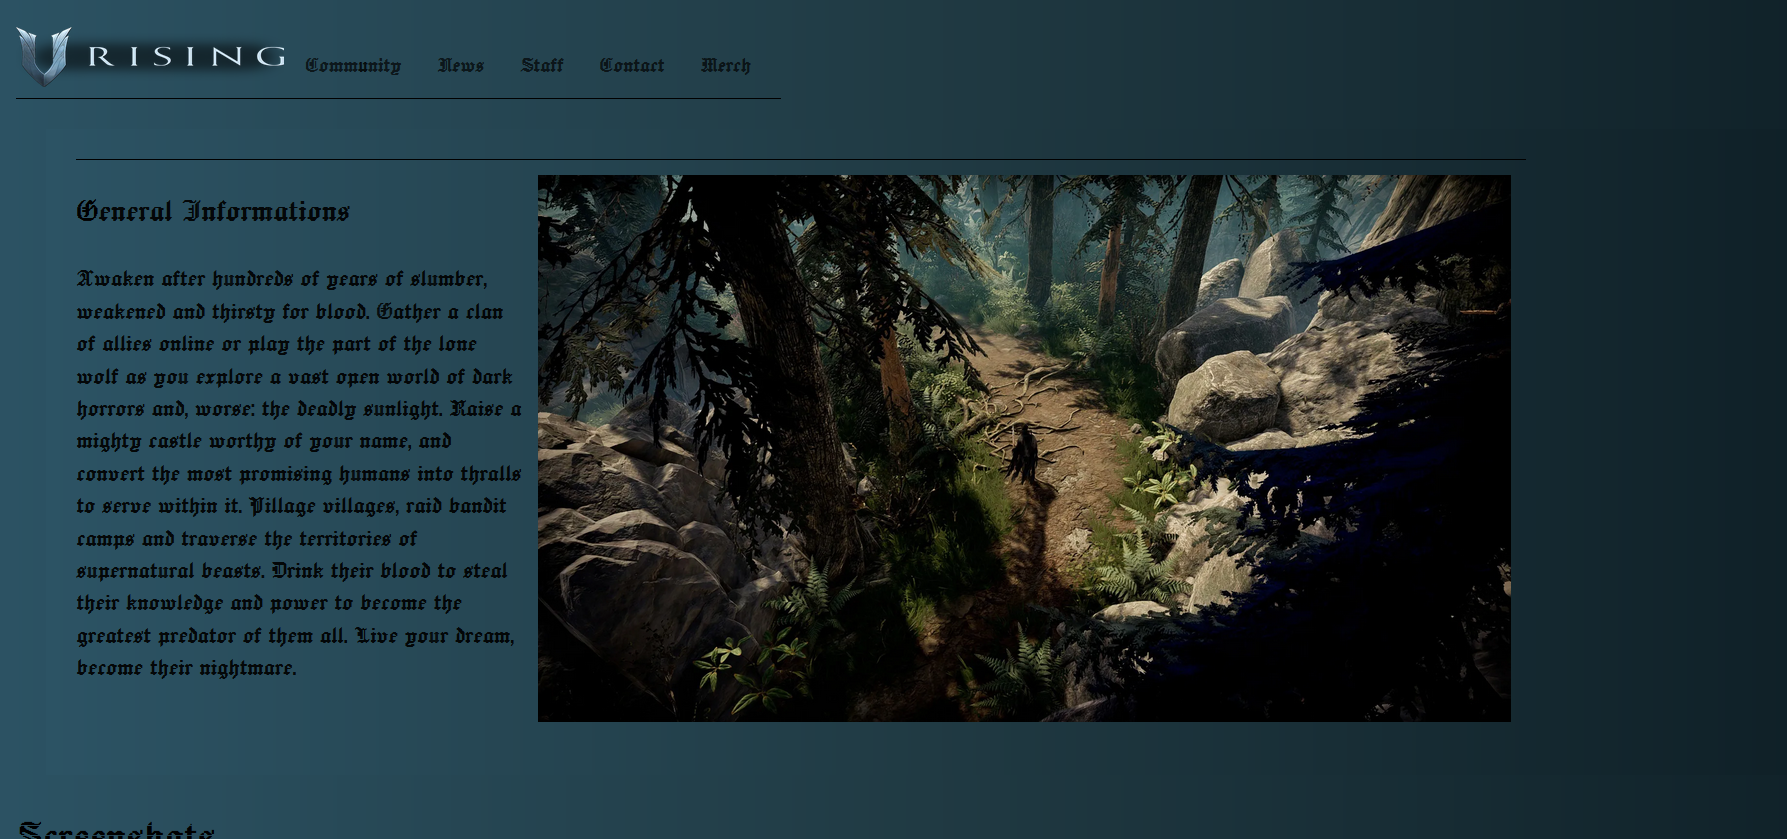 V RISING
Community News Staff Contact Merch
General Informations
Awaken after hundreds of years of slumber,
weakened and thirsty for blood. Gather a clan
of allies online or play the part of the lone
wolf as you explore a vast open world of dark
horrors and, worse: the deadly sunlight. Raise a
mighty castle worthy of your name, and
convert the most promising humans into thralls
to serve within it. Pillage villages, raid bandit
camps and traverse the territories of
supernatural beasts. Drink their blood to steal
their knowledge and power to become the
greatest predator of them all. Live your dream,
become their nightmare.
Screenshots